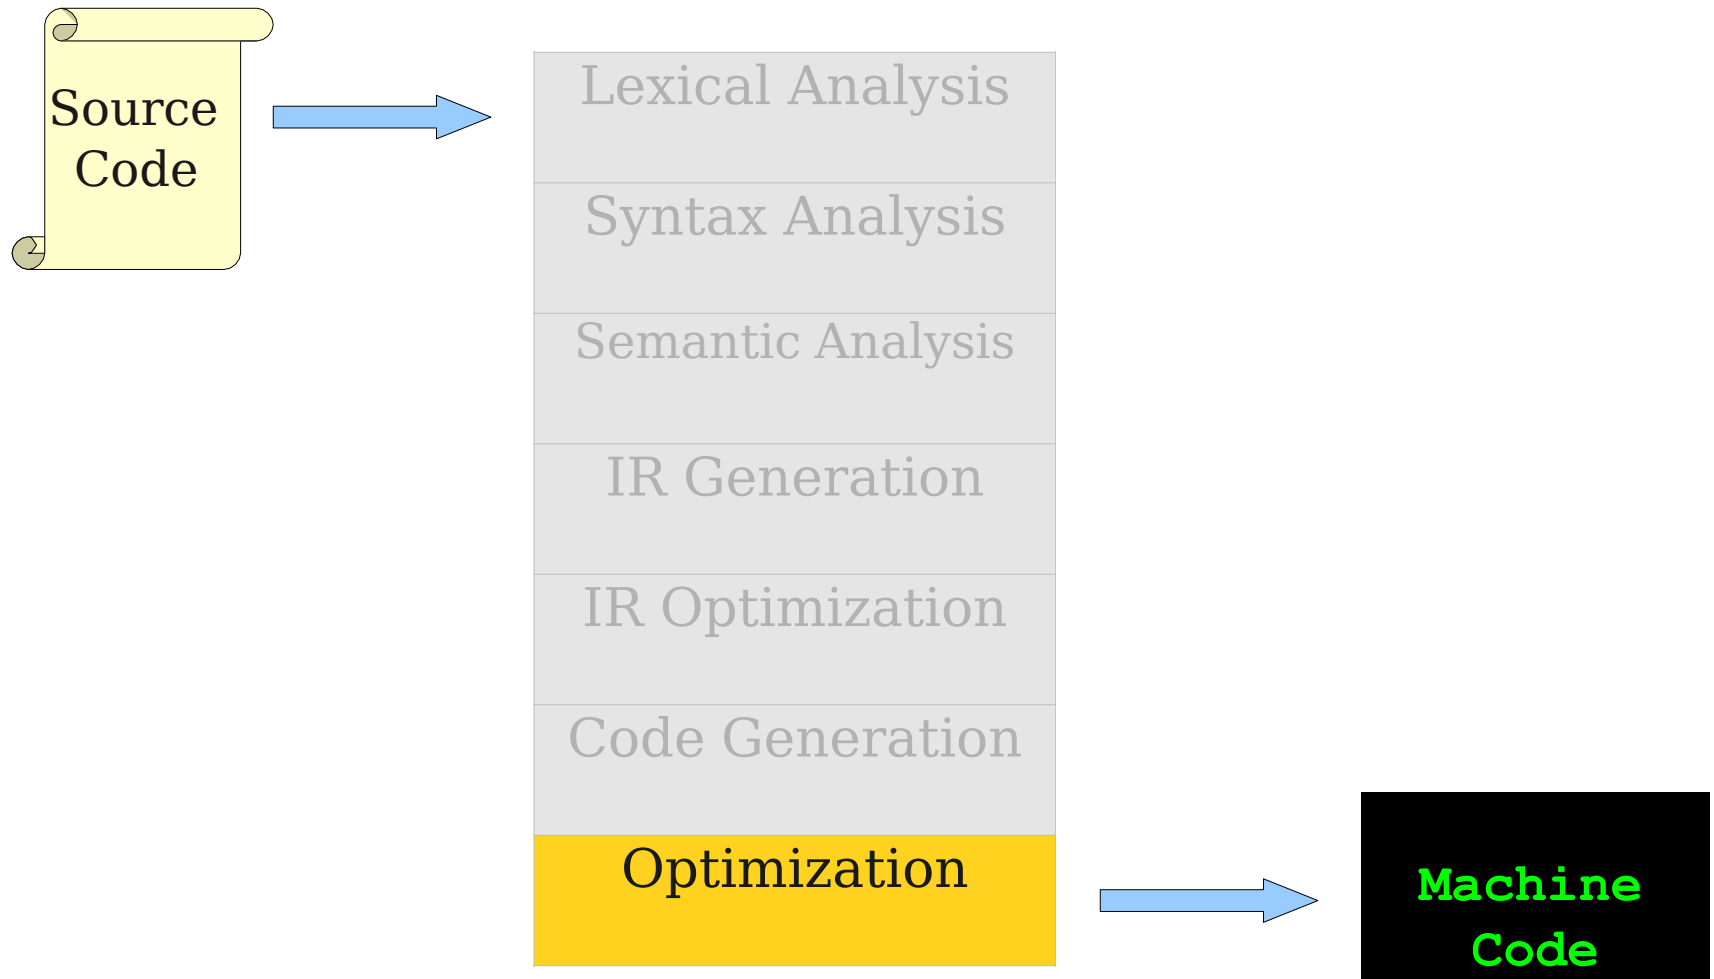 Source
Code
Lexical Analysis
Syntax Analysis
Semantic Analysis
IR Generation
IR Optimization
Code Generation
Optimization
Machine
Code